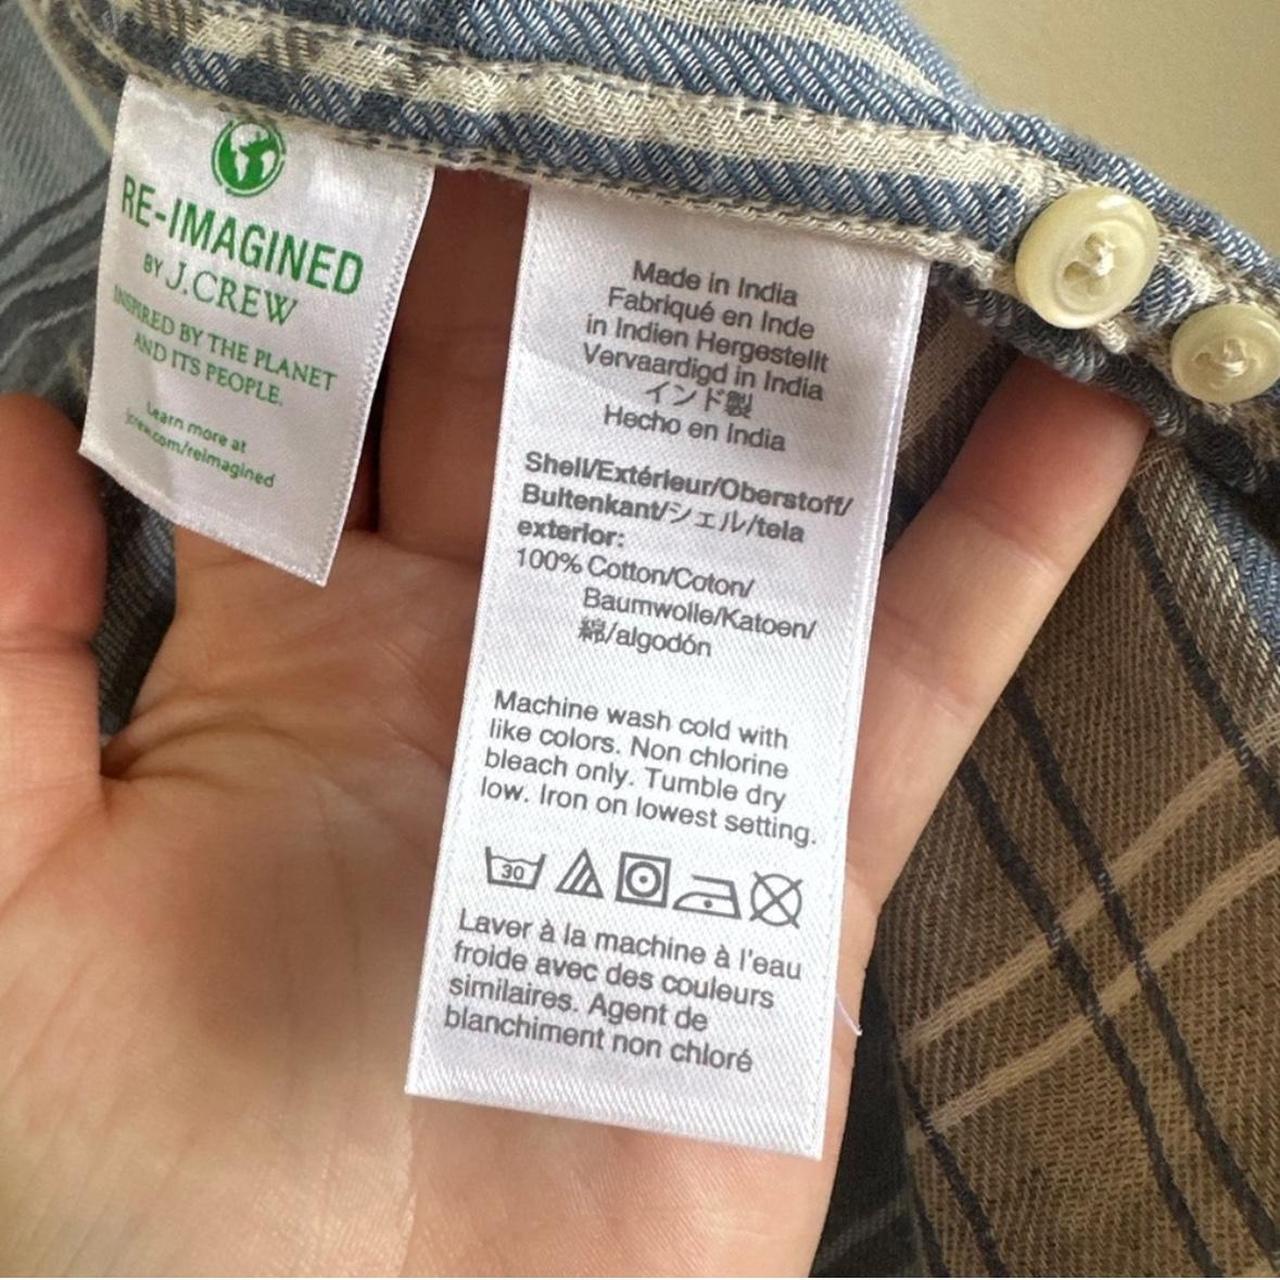 RE-IMAGINED
BY J.CREW
INSPIRED BY THE PLANET
AND ITS PEOPLE.
Learn more at
jcrew.com/reimagined
Made in India
Fabriqué en Inde
in Indien Hergestellt
Vervaardigd in India
インド製
Hecho en India
Shell/Extérieur/Oberstoff/
Buitenkant/シェル/tela
exterior:
100% Cotton/Coton/
Baumwolle/Katoen/
綿/algodón
Machine wash cold with
like colors. Non chlorine
bleach only. Tumble dry
low. Iron on lowest setting.
30
Laver à la machine à l'eau
froide avec des couleurs
similaires. Agent de
blanchiment non chloré